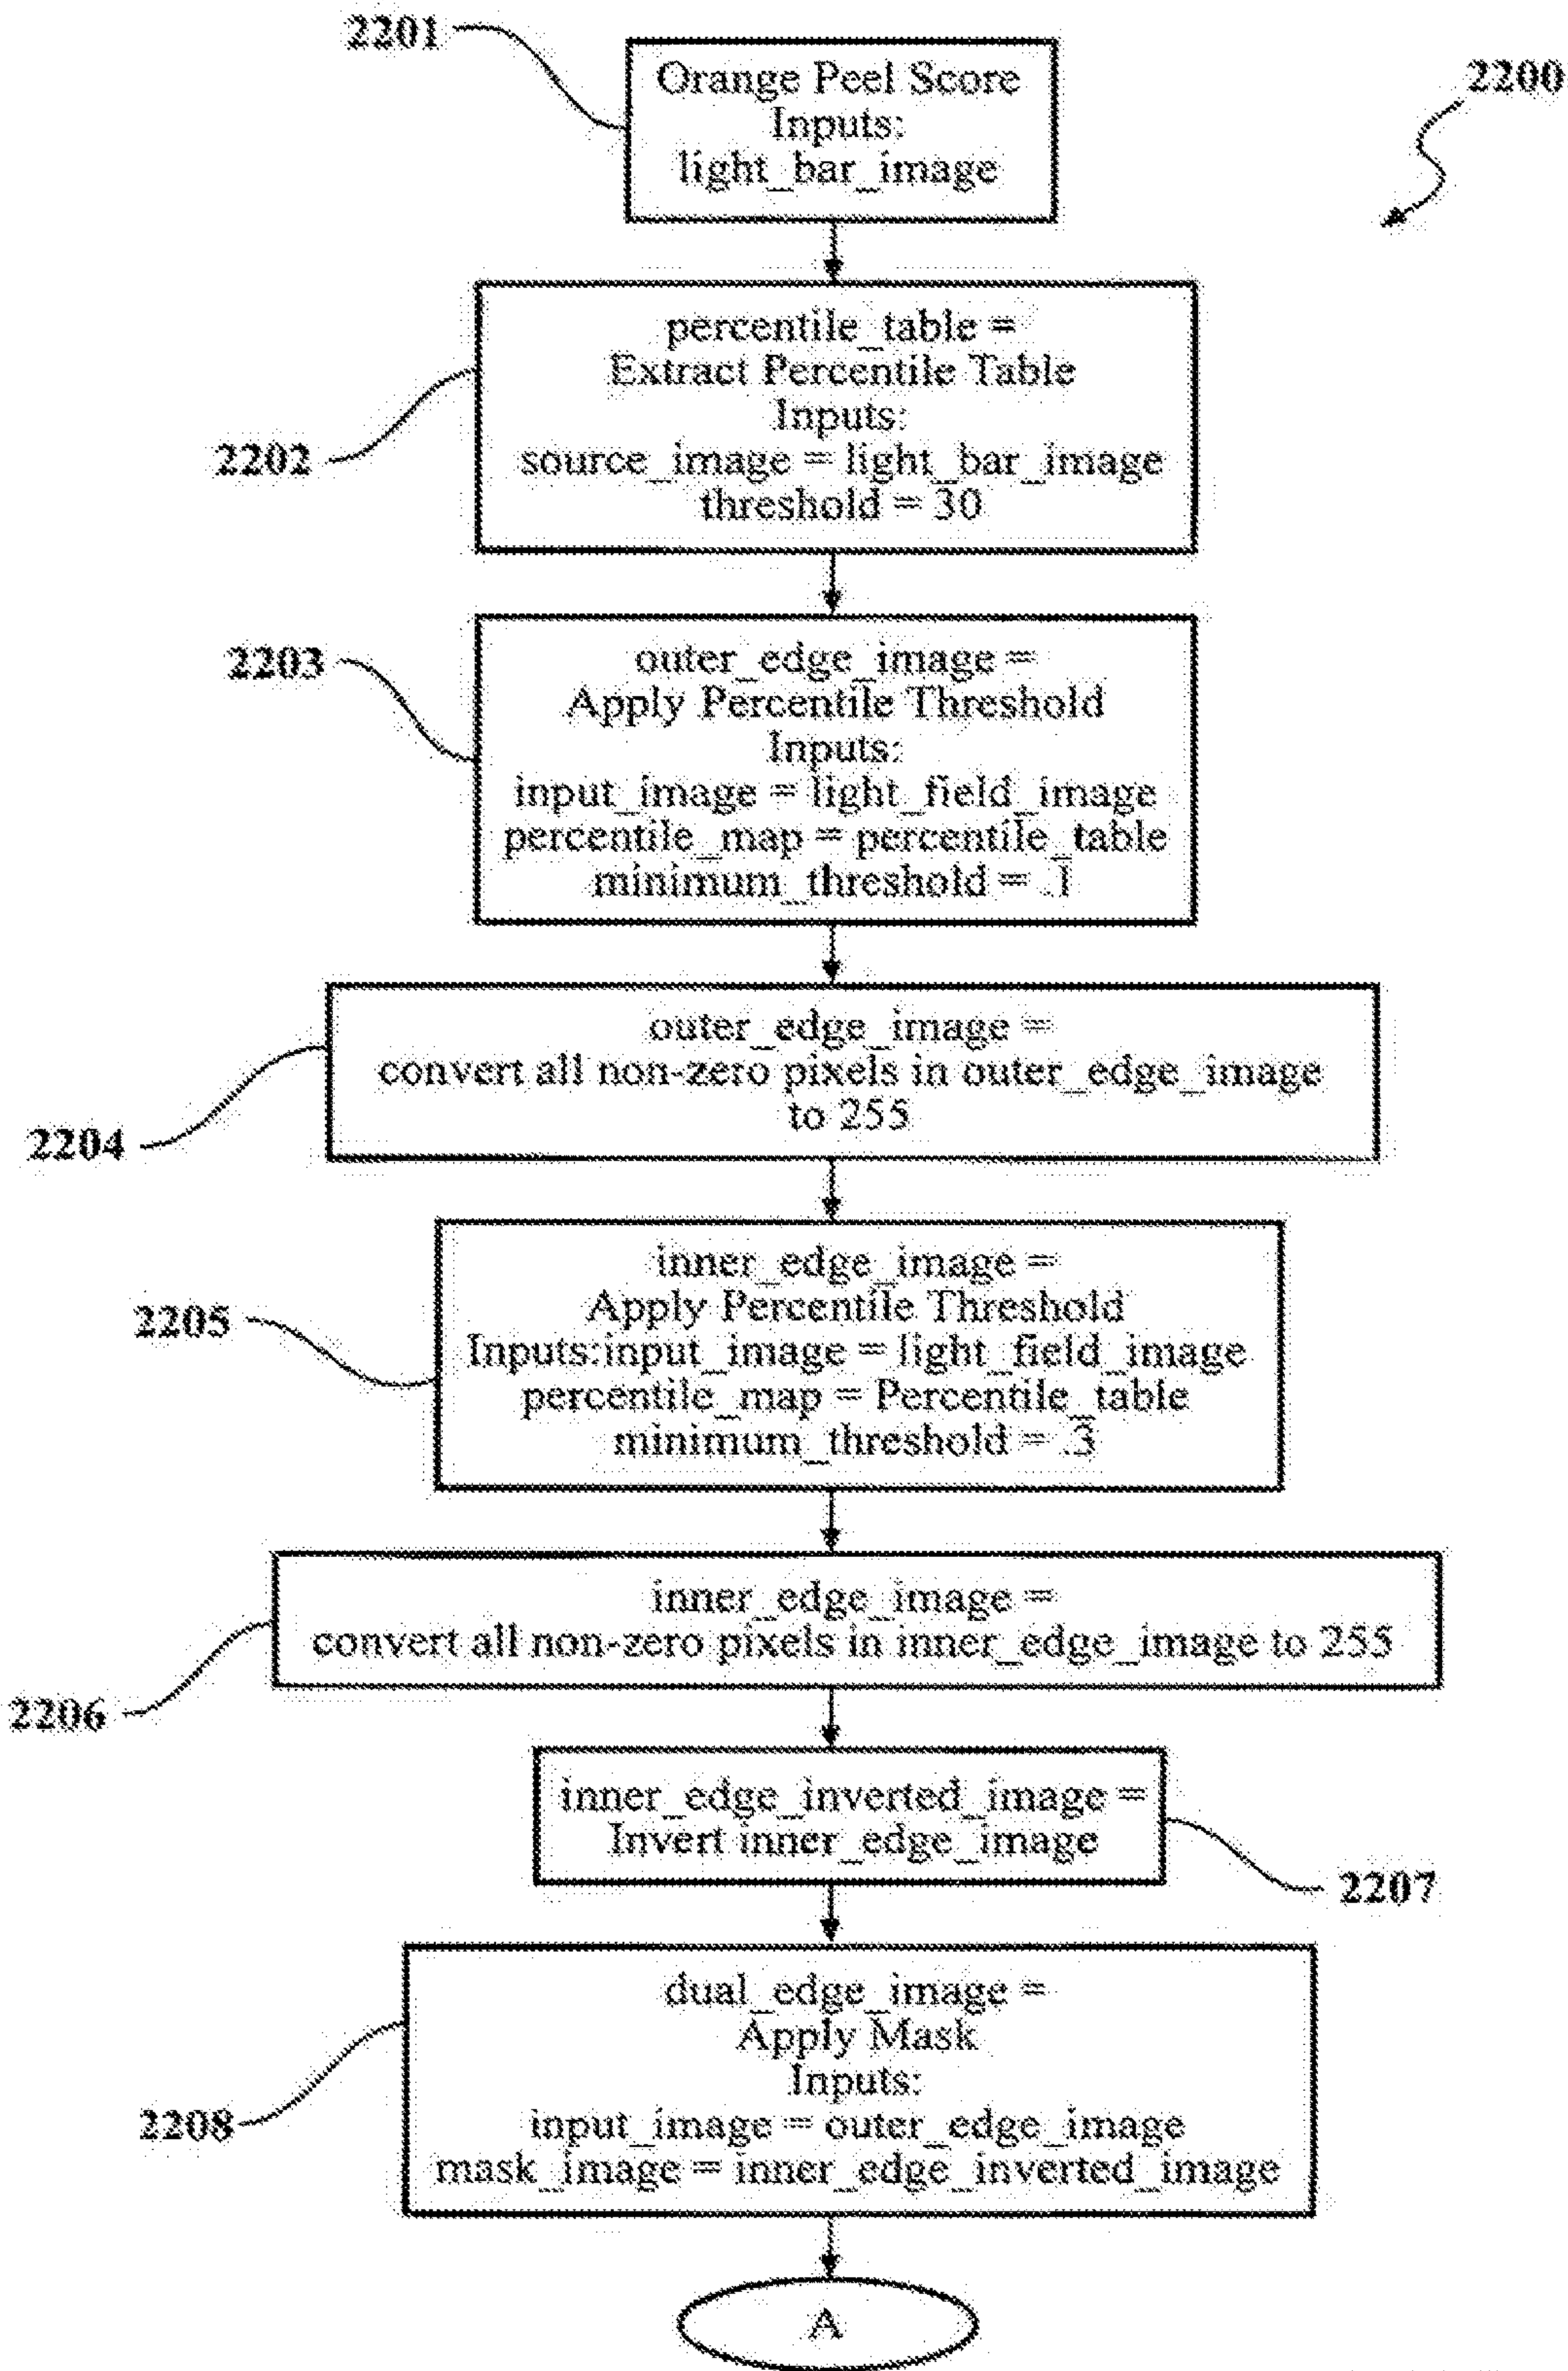 2201
Orange Peel Score
Inputs:
light_bar_image
2200
percentile_table =
Extract Percentile Table
Inputs:
source_image = light_bar_image
threshold = 30
2202
2203
outer_edge_image =
Apply Percentile Threshold
Inputs:
input_image = light_field_image
percentile_map = percentile_table
minimum_threshold = .1
outer_edge_image =
convert all non-zero pixels in outer_edge_image
to 255
2204
inner_edge_image =
Apply Percentile Threshold
Inputs:input_image = light_field_image
percentile_map = Percentile_table
minimum_threshold = .3
2205
inner_edge_image =
convert all non-zero pixels in inner_edge_image to 255
2206
inner_edge_inverted_image =
Invert inner_edge_image
2207
dual_edge_image =
Apply Mask
Inputs:
input_image = outer_edge_image
mask_image = inner_edge_inverted_image
2208
A